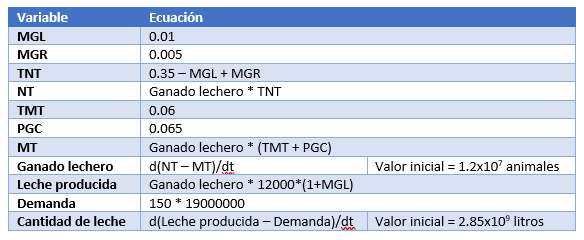 Variable Ecuación
MGL 0.01
MGR 0.005
TNT 0.35 – MGL + MGR
NT Ganado lechero * TNT
TMT 0.06
PGC 0.065
MT Ganado lechero * (TMT + PGC)
Ganado lechero d(NT – MT)/dt Valor inicial = 1.2x10⁷ animales
Leche producida Ganado lechero * 12000*(1+MGL)
Demanda 150 * 19000000
Cantidad de leche d(Leche producida – Demanda)/dt Valor inicial = 2.85x10⁹ litros